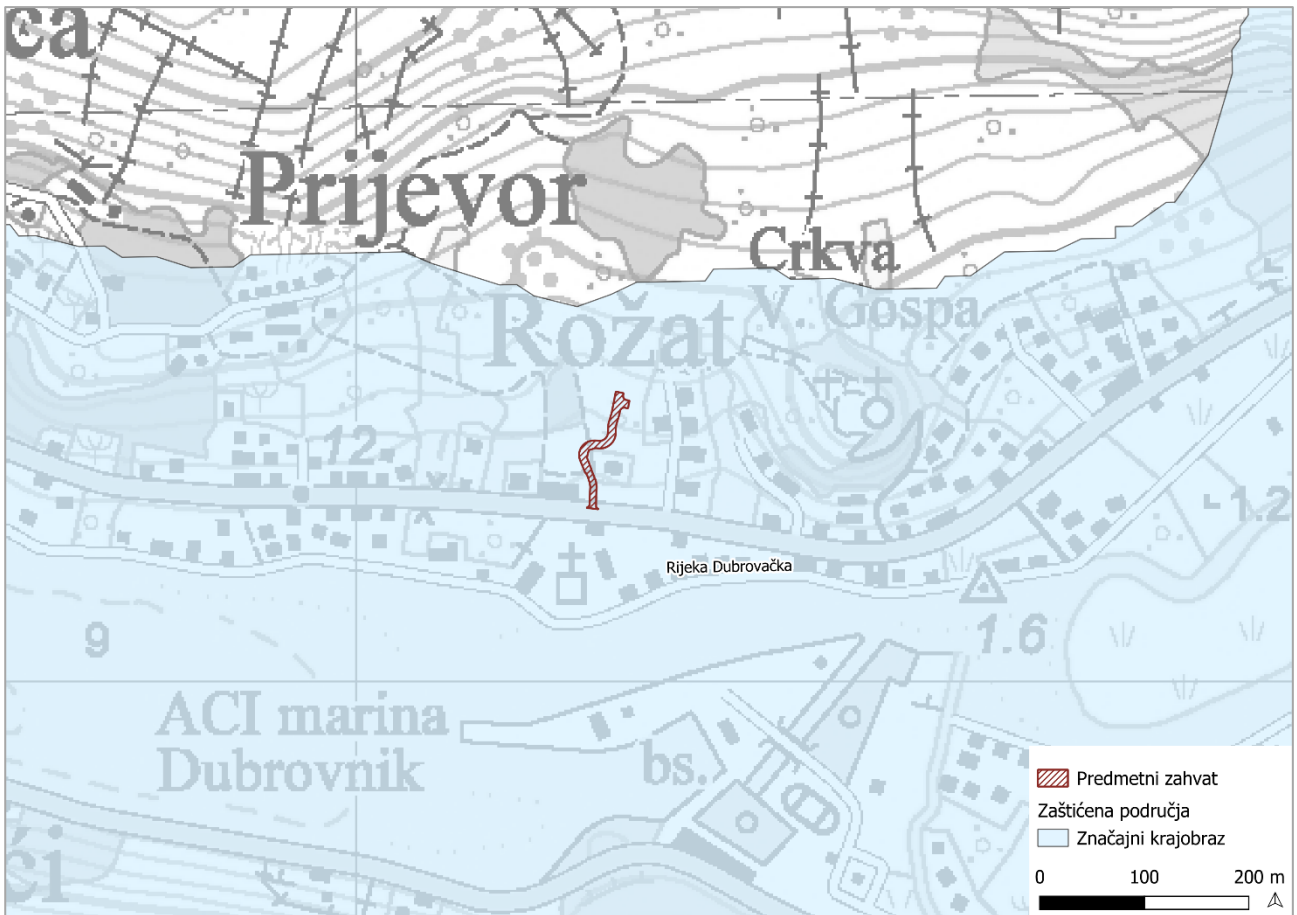 ca
Prijevor
Crkva
V. Gospa
Rožat
12
1.2
Rijeka Dubrovačka
9
1.6
ACI marina
Dubrovnik
bs.
ći
Predmetni zahvat
Zaštićena područja
Značajni krajobraz
0 100 200 m